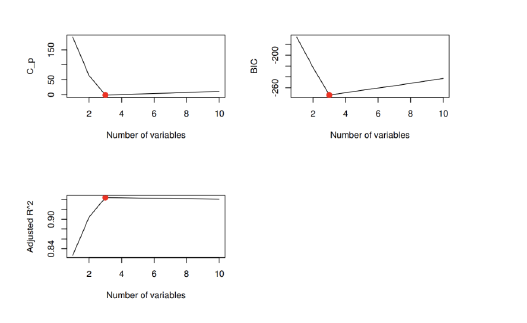 C_p
150
50
0
2 4 6 8 10
Number of variables
BIC
-200
-260
2 4 6 8 10
Number of variables
Adjusted R^2
0.90
0.84
2 4 6 8 10
Number of variables